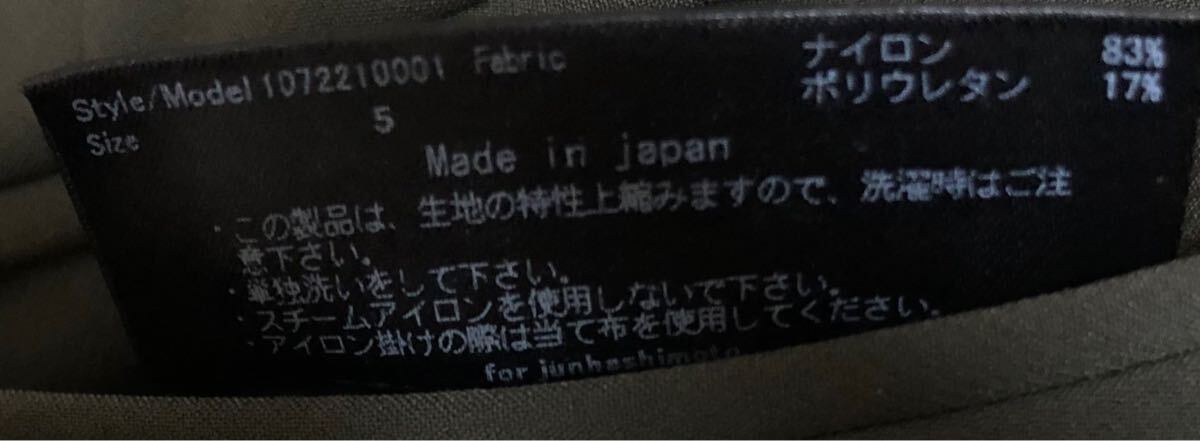 Style/Model 1072210001 Fabric ナイロン 83%
ポリウレタン 17%
Size 5
Made in japan
・この製品は、生地の特性上縮みますので、洗濯時はご注
意下さい。
・単独洗いをして下さい。
・スチームアイロンを使用しないで下さい。
・アイロン掛けの際は当て布を使用してください。
for junhashimoto